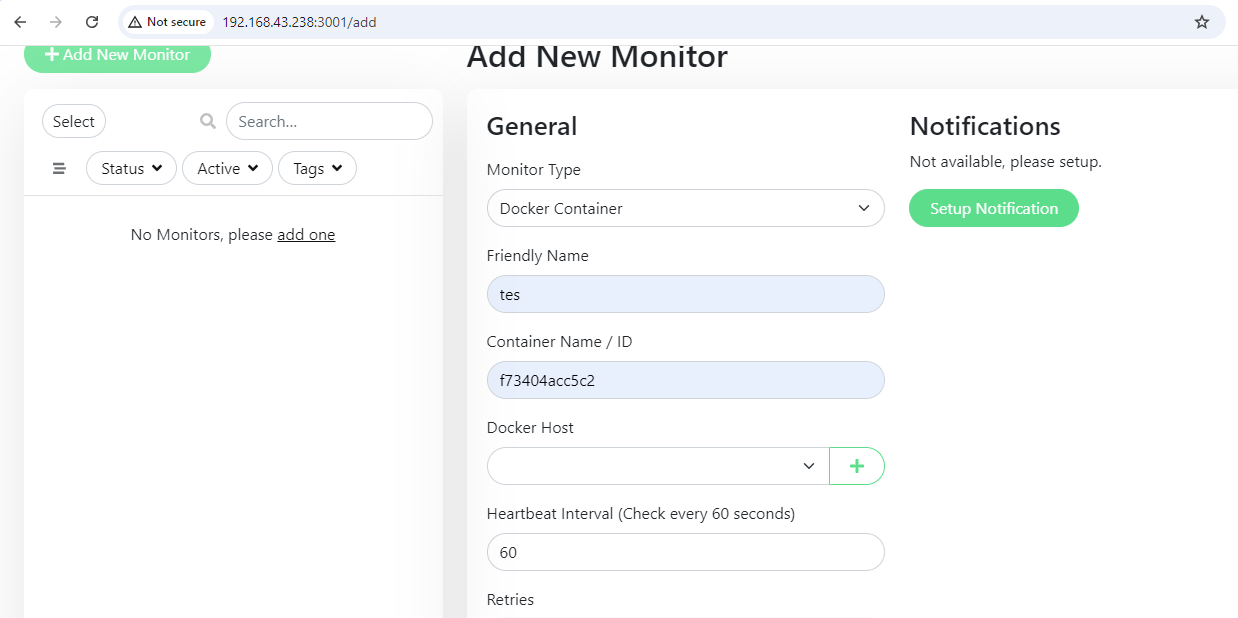 Not secure 192.168.43.238:3001/add
Add New Monitor
Add New Monitor
Select
Search...
Status
Active
Tags
No Monitors, please add one
General
Monitor Type
Docker Container
Friendly Name
tes
Container Name / ID
f73404acc5c2
Docker Host
Heartbeat Interval (Check every 60 seconds)
60
Retries
Notifications
Not available, please setup.
Setup Notification